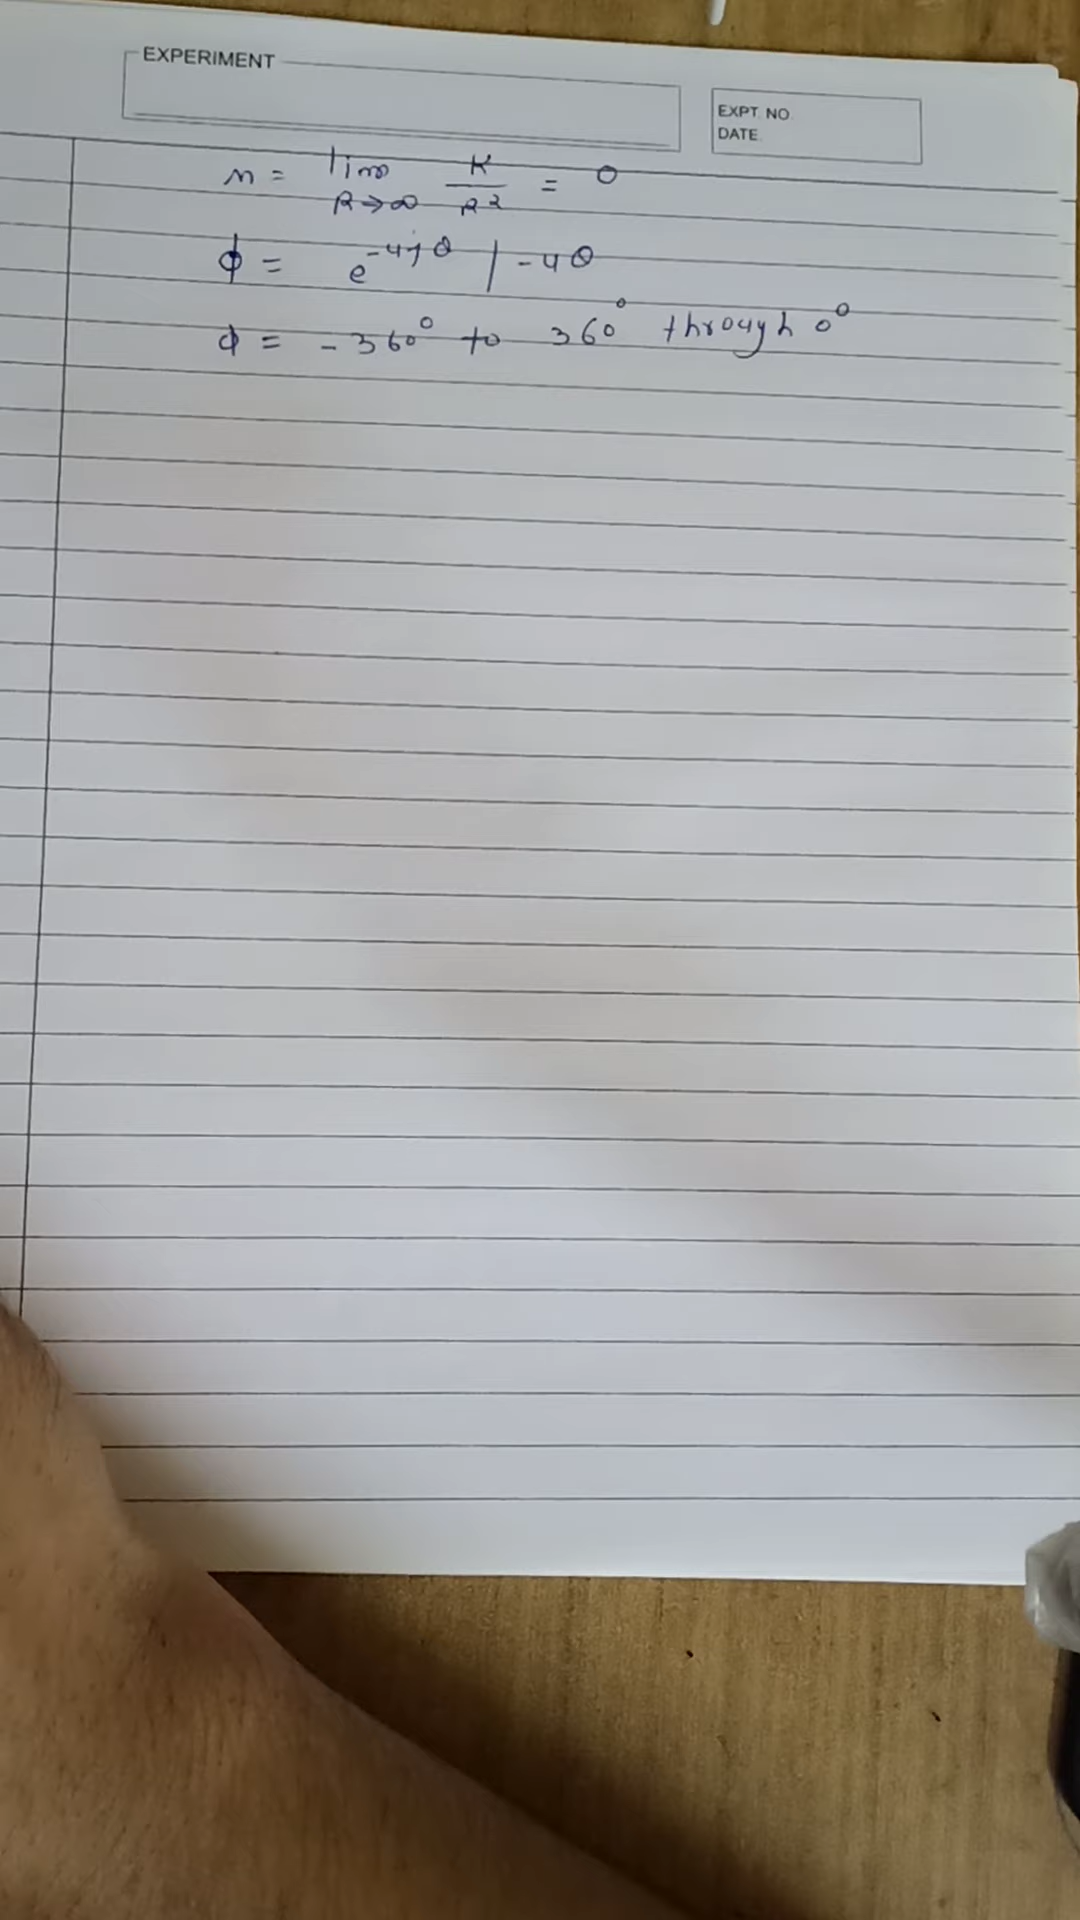 EXPERIMENT
EXPT. NO.
DATE.
m = lim R→∞ K/R² = 0
ϕ = e^-4jθ | -4θ
ϕ = -360° to 360° through 0°